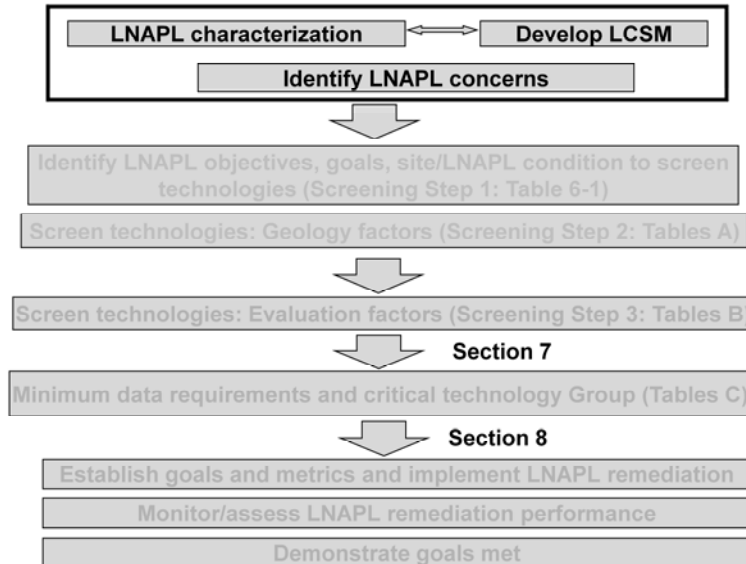 LNAPL characterization
Develop LCSM
Identify LNAPL concerns
Identify LNAPL objectives, goals, site/LNAPL condition to screen
technologies (Screening Step 1: Table 6-1)
Screen technologies: Geology factors (Screening Step 2: Tables A)
Screen technologies: Evaluation factors (Screening Step 3: Tables B)
Section 7
Minimum data requirements and critical technology Group (Tables C)
Section 8
Establish goals and metrics and implement LNAPL remediation
Monitor/assess LNAPL remediation performance
Demonstrate goals met